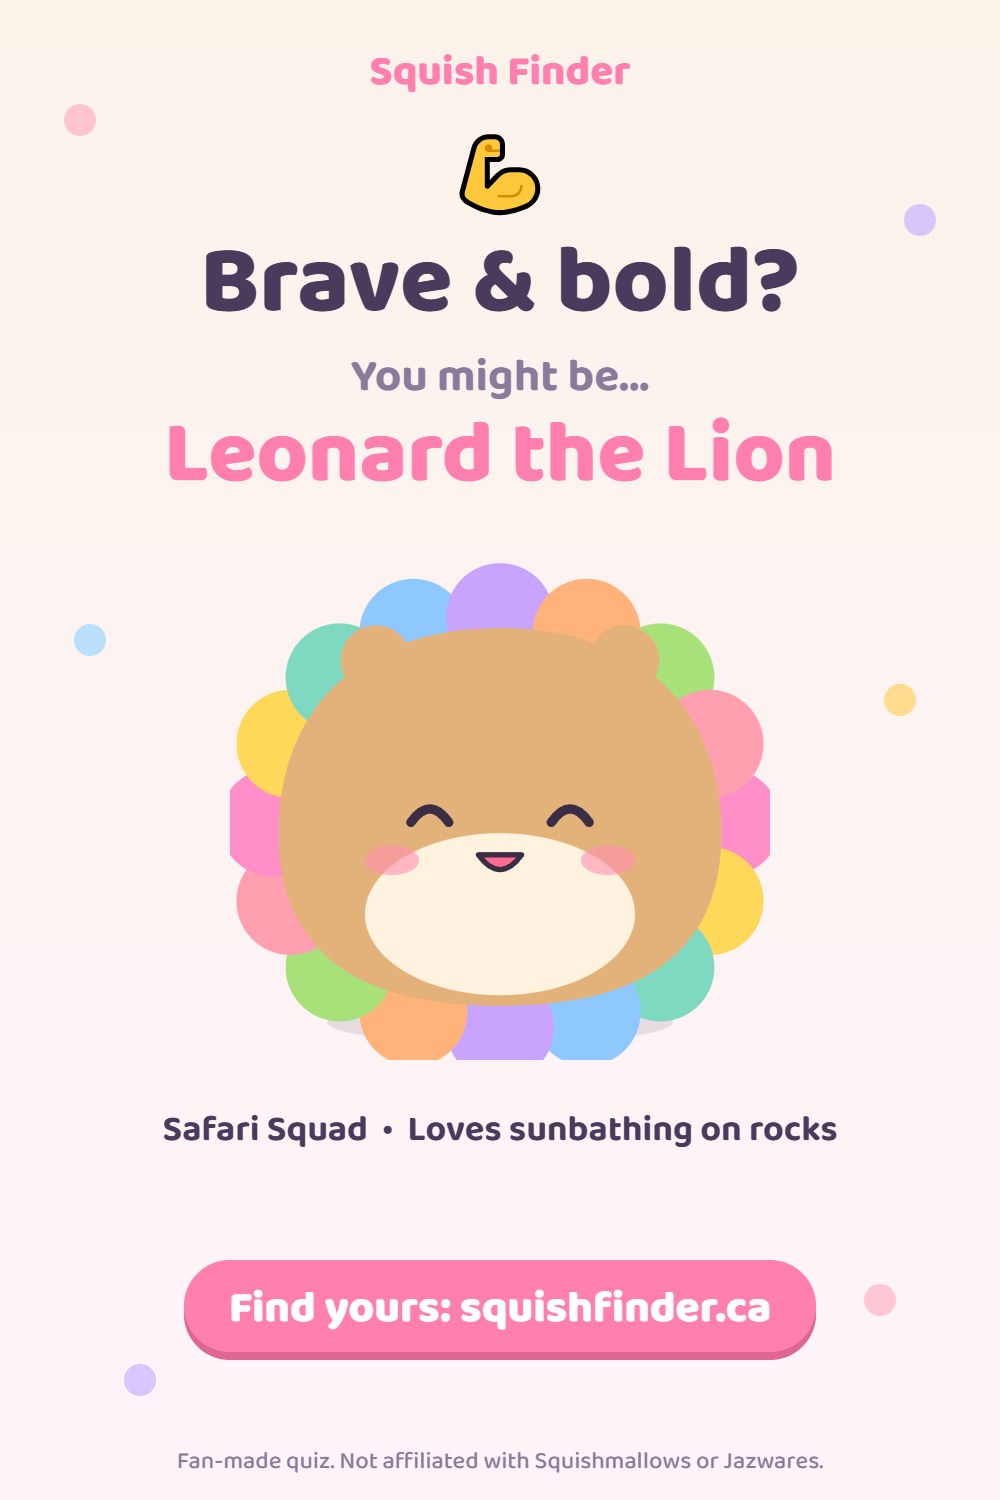 Squish Finder
Brave & bold?
You might be...
Leonard the Lion
Safari Squad • Loves sunbathing on rocks
Find yours: squishfinder.ca
Fan-made quiz. Not affiliated with Squishmallows or Jazwares.